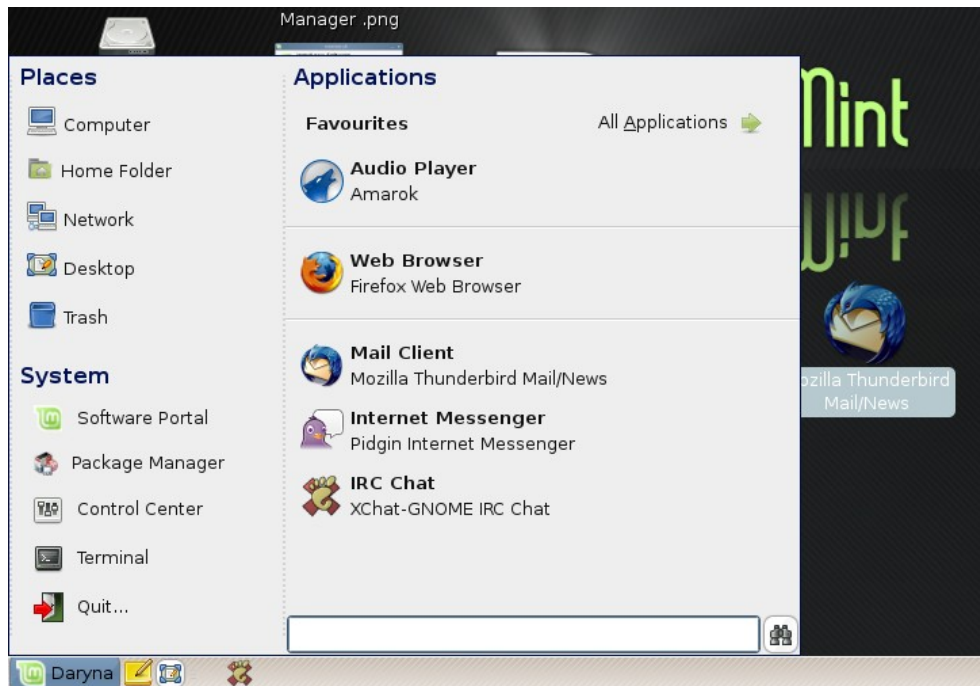 Manager .png
Places
Computer
Home Folder
Network
Desktop
Trash
System
Software Portal
Package Manager
Control Center
Terminal
Quit...
Applications
Favourites
All Applications
Audio Player
Amarok
Web Browser
Firefox Web Browser
Mail Client
Mozilla Thunderbird Mail/News
Internet Messenger
Pidgin Internet Messenger
IRC Chat
XChat-GNOME IRC Chat
Mint
ozilla Thunderbird
Mail/News
Daryna